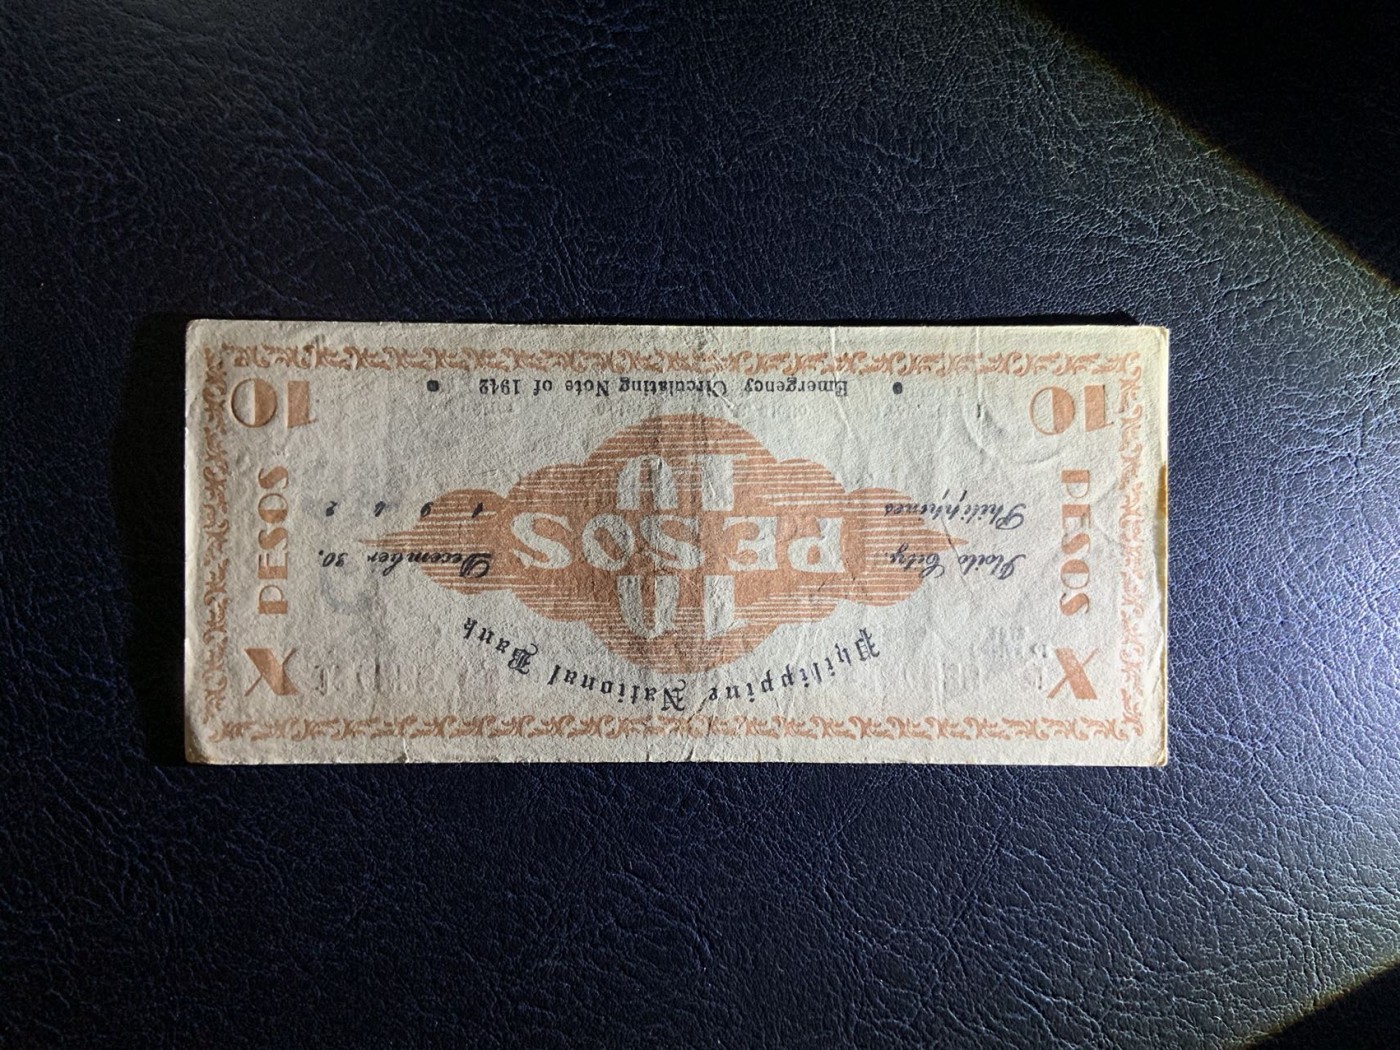 X X
Philippine National Bank
10
Iloilo City, December 30,
PESOS PESOS PESOS
Philippines 1 9 4 2
10
10 10
• Emergency Circulating Note of 1942 •